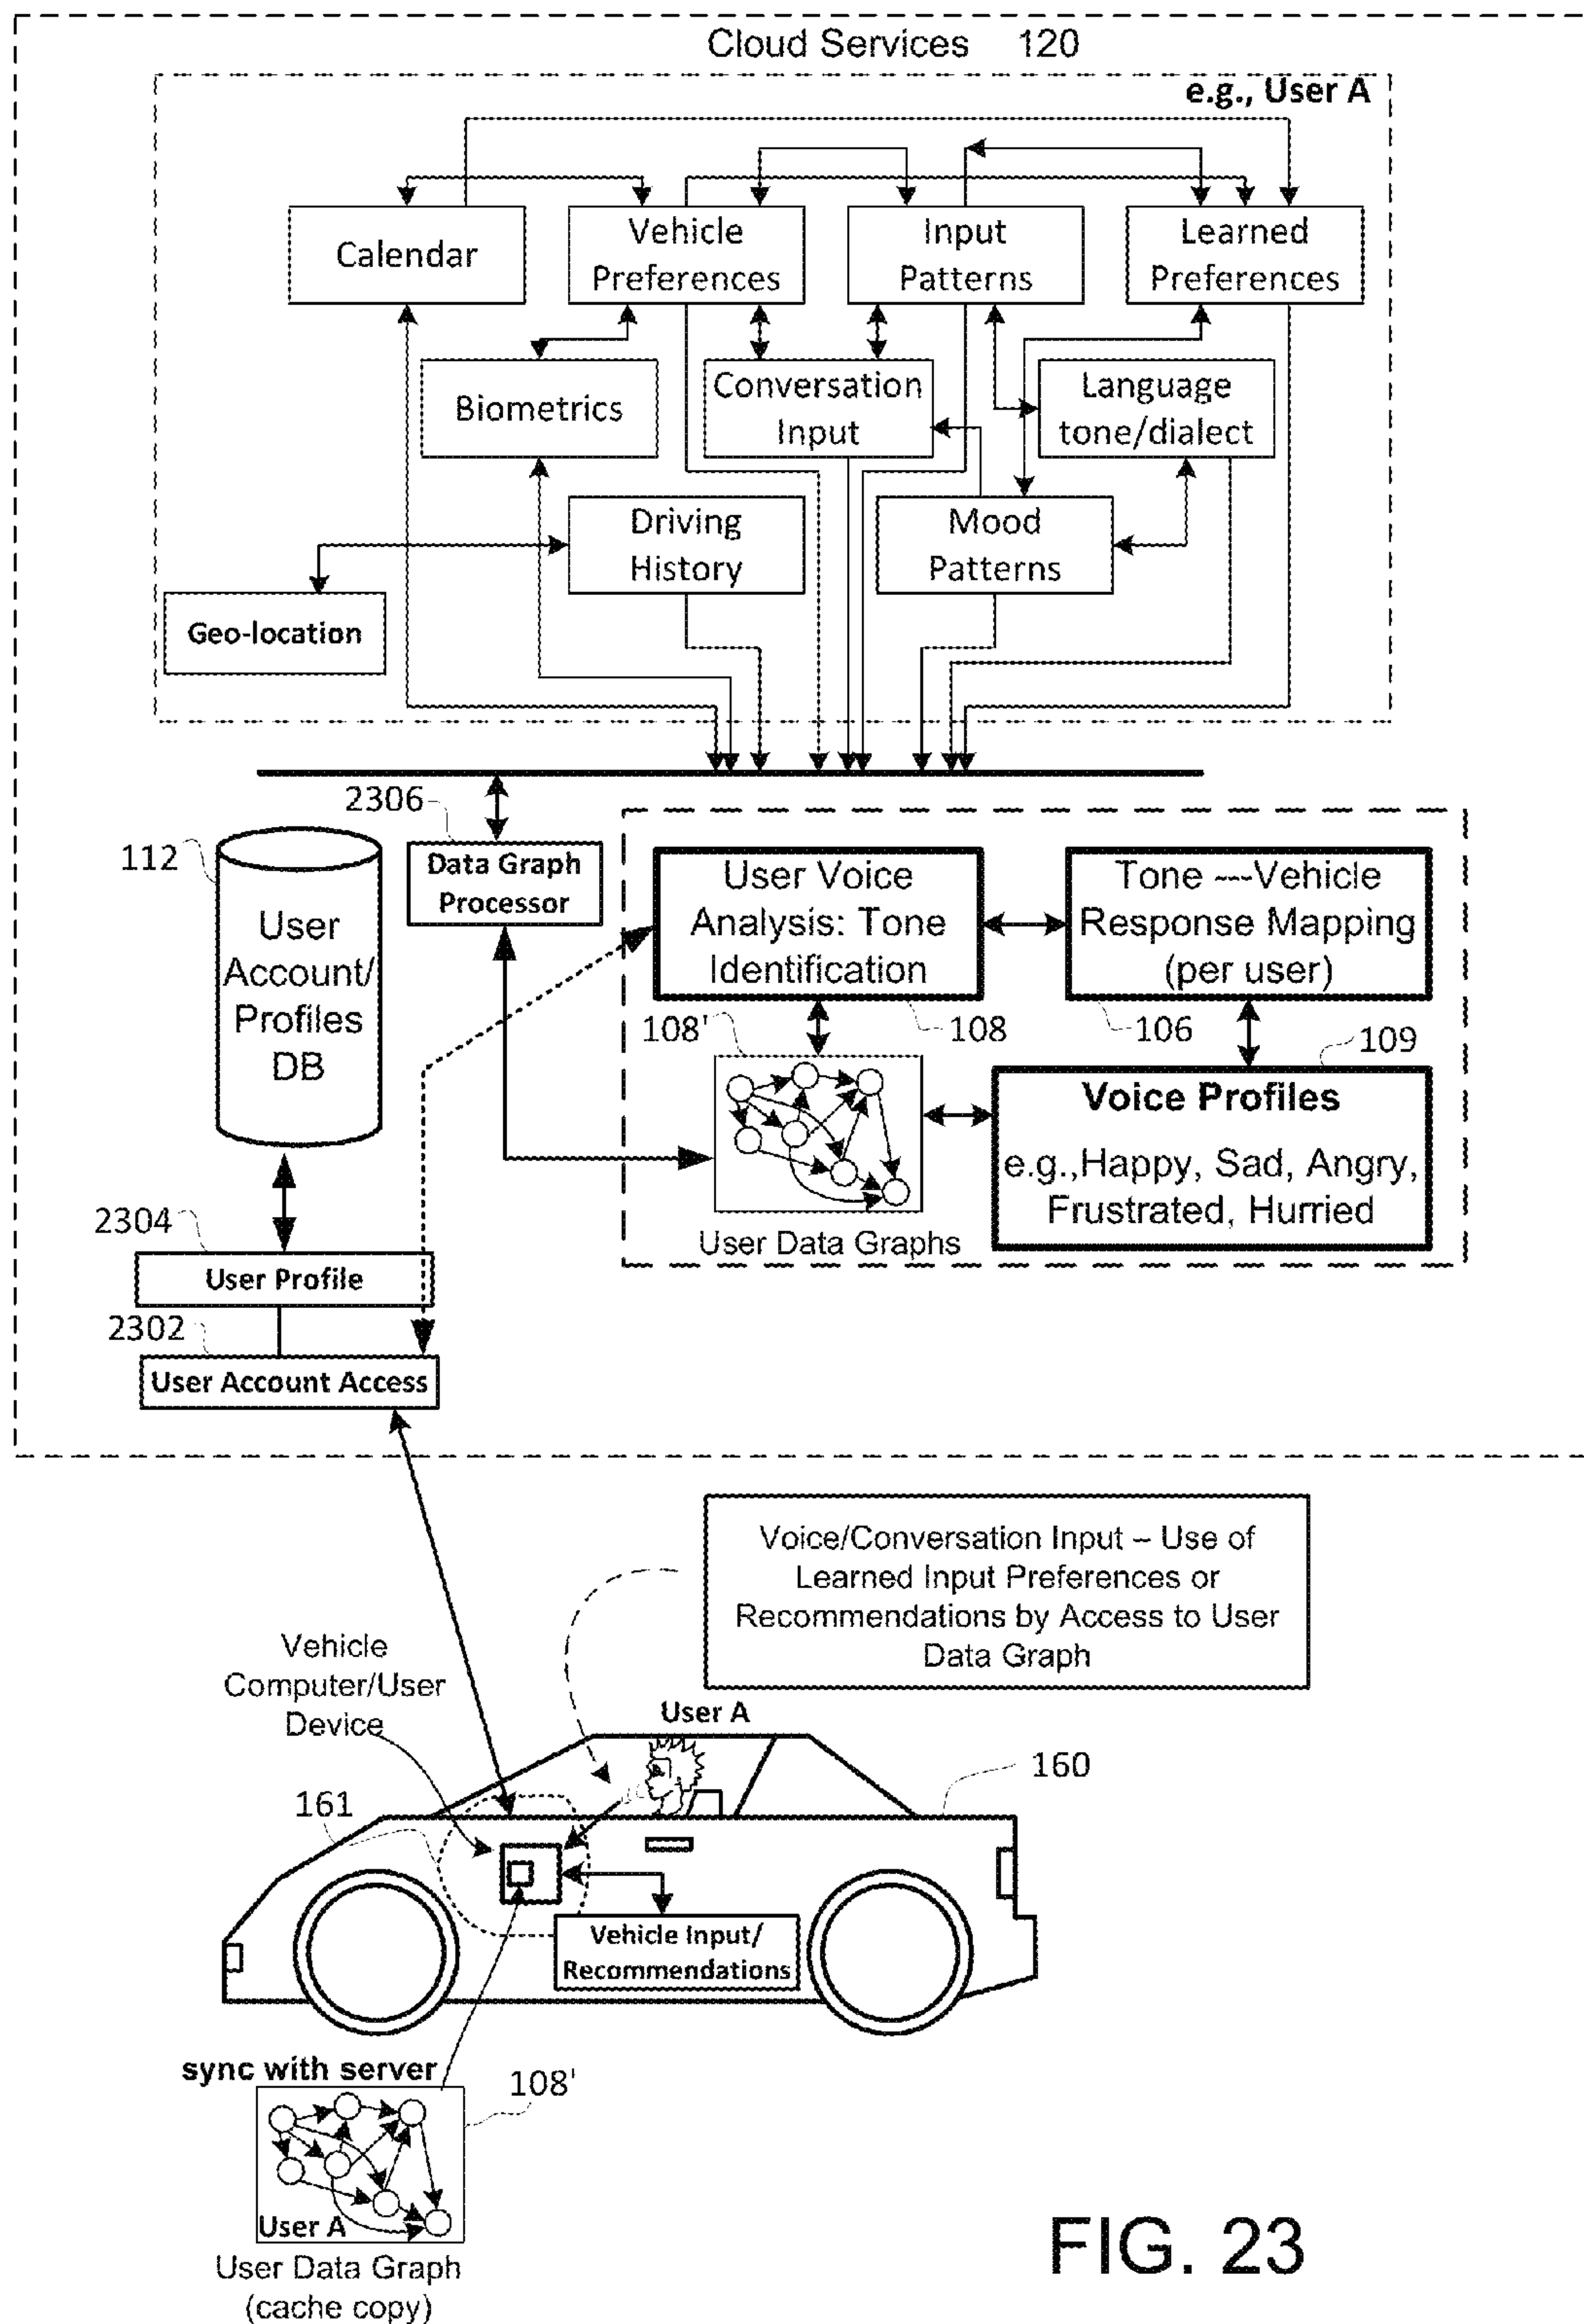 Cloud Services 120
e.g., User A
Calendar
Vehicle
Preferences
Input
Patterns
Learned
Preferences
Biometrics
Conversation
Input
Language
tone/dialect
Driving
History
Mood
Patterns
Geo-location
2306
112
User
Account/
Profiles
DB
Data Graph
Processor
User Voice
Analysis: Tone
Identification
Tone ---Vehicle
Response Mapping
(per user)
108'
108
106
109
Voice Profiles
e.g.,Happy, Sad, Angry,
Frustrated, Hurried
User Data Graphs
2304
User Profile
2302
User Account Access
Voice/Conversation Input – Use of
Learned Input Preferences or
Recommendations by Access to User
Data Graph
Vehicle
Computer/User
Device
User A
160
161
Vehicle Input/
Recommendations
sync with server
108'
User A
User Data Graph
(cache copy)
FIG. 23